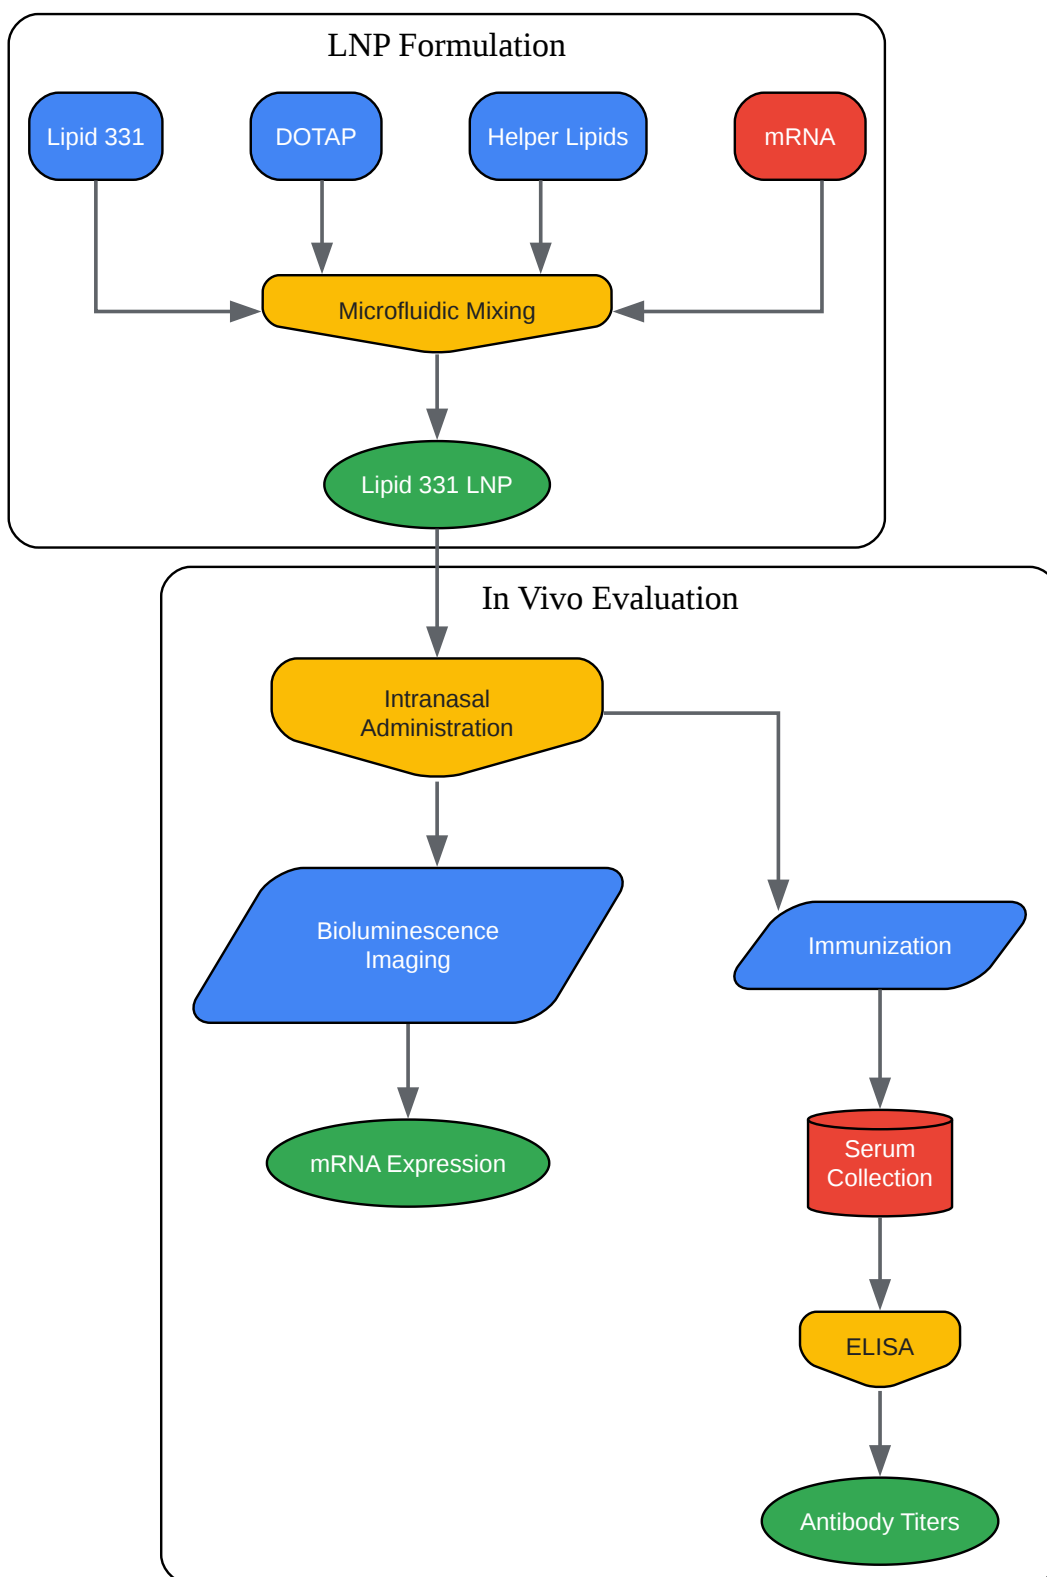 LNP Formulation
Lipid 331
DOTAP
Helper Lipids
mRNA
Microfluidic Mixing
Lipid 331 LNP
In Vivo Evaluation
Intranasal
Administration
Bioluminescence
Imaging
Immunization
mRNA Expression
Serum
Collection
ELISA
Antibody Titers